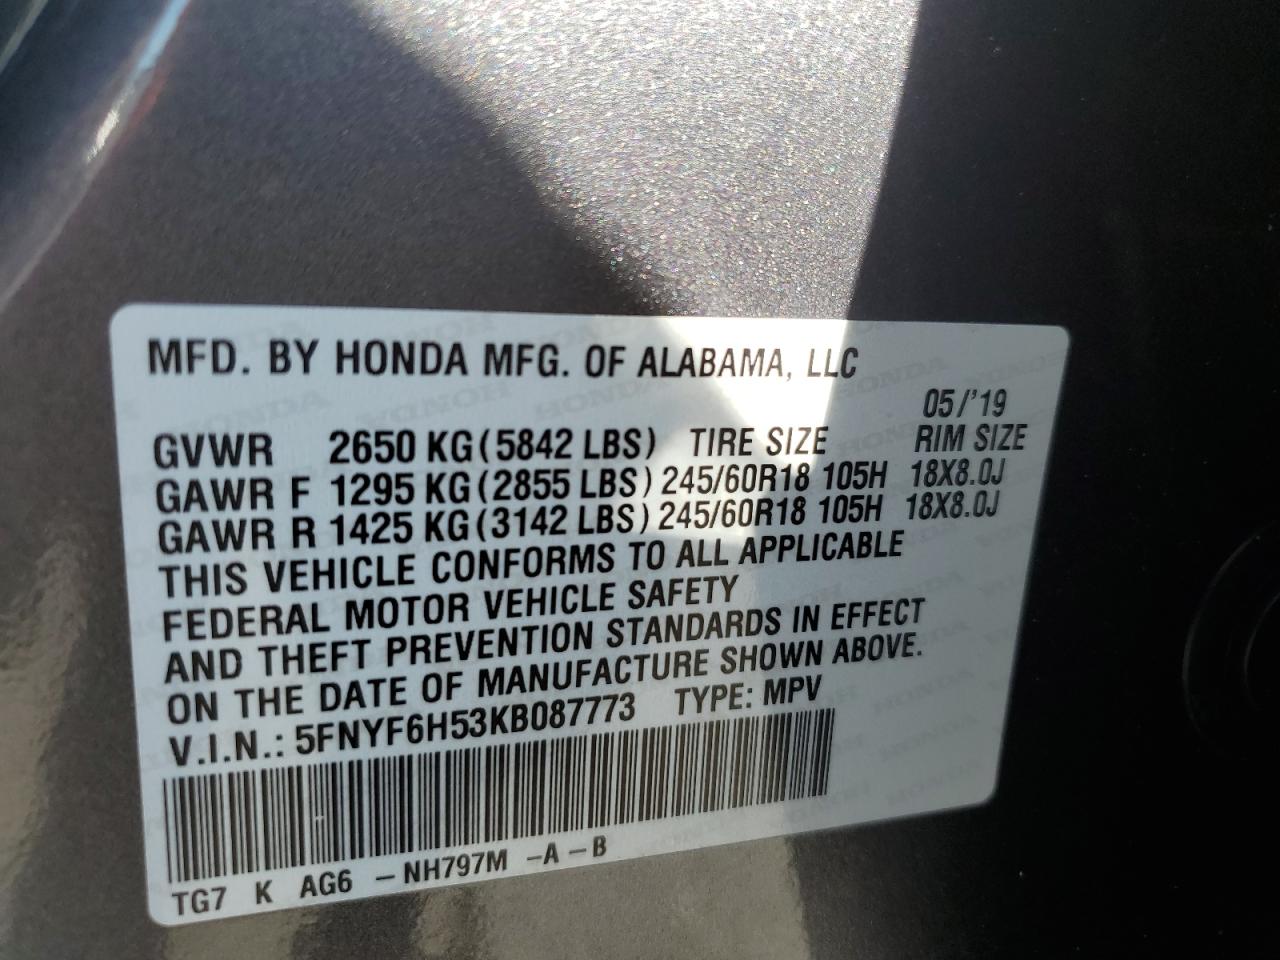 MFD. BY HONDA MFG. OF ALABAMA, LLC
05/'19
GVWR 2650 KG (5842 LBS) TIRE SIZE RIM SIZE
GAWR F 1295 KG (2855 LBS) 245/60R18 105H 18X8.0J
GAWR R 1425 KG (3142 LBS) 245/60R18 105H 18X8.0J
THIS VEHICLE CONFORMS TO ALL APPLICABLE
FEDERAL MOTOR VEHICLE SAFETY
AND THEFT PREVENTION STANDARDS IN EFFECT
ON THE DATE OF MANUFACTURE SHOWN ABOVE.
V.I.N.: 5FNYF6H53KB087773 TYPE: MPV
TG7 K AG6 -NH797M -A-B